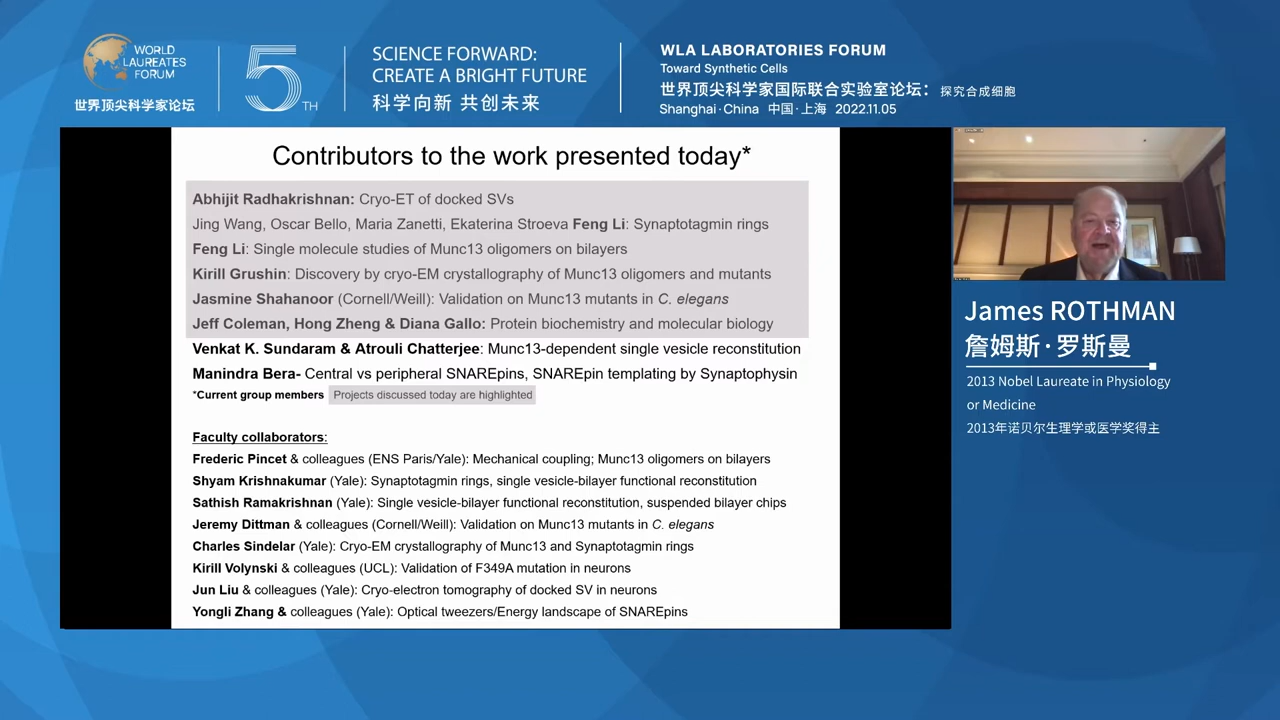 WORLD
LAUREATES
FORUM
世界顶尖科学家论坛
5TH
SCIENCE FORWARD:
CREATE A BRIGHT FUTURE
科学向新 共创未来
WLA LABORATORIES FORUM
Toward Synthetic Cells
世界顶尖科学家国际联合实验室论坛：探究合成细胞
Shanghai·China 中国·上海 2022.11.05
Contributors to the work presented today*
Abhijit Radhakrishnan: Cryo-ET of docked SVs
Jing Wang, Oscar Bello, Maria Zanetti, Ekaterina Stroeva Feng Li: Synaptotagmin rings
Feng Li: Single molecule studies of Munc13 oligomers on bilayers
Kirill Grushin: Discovery by cryo-EM crystallography of Munc13 oligomers and mutants
Jasmine Shahanoor (Cornell/Weill): Validation on Munc13 mutants in C. elegans
Jeff Coleman, Hong Zheng & Diana Gallo: Protein biochemistry and molecular biology
Venkat K. Sundaram & Atrouli Chatterjee: Munc13-dependent single vesicle reconstitution
Manindra Bera- Central vs peripheral SNAREpins, SNAREpin templating by Synaptophysin
*Current group members Projects discussed today are highlighted
Faculty collaborators:
Frederic Pincet & colleagues (ENS Paris/Yale): Mechanical coupling; Munc13 oligomers on bilayers
Shyam Krishnakumar (Yale): Synaptotagmin rings, single vesicle-bilayer functional reconstitution
Sathish Ramakrishnan (Yale): Single vesicle-bilayer functional reconstitution, suspended bilayer chips
Jeremy Dittman & colleagues (Cornell/Weill): Validation on Munc13 mutants in C. elegans
Charles Sindelar (Yale): Cryo-EM crystallography of Munc13 and Synaptotagmin rings
Kirill Volynski & colleagues (UCL): Validation of F349A mutation in neurons
Jun Liu & colleagues (Yale): Cryo-electron tomography of docked SV in neurons
Yongli Zhang & colleagues (Yale): Optical tweezers/Energy landscape of SNAREpins
James ROTHMAN
詹姆斯·罗斯曼
2013 Nobel Laureate in Physiology
or Medicine
2013年诺贝尔生理学或医学奖得主